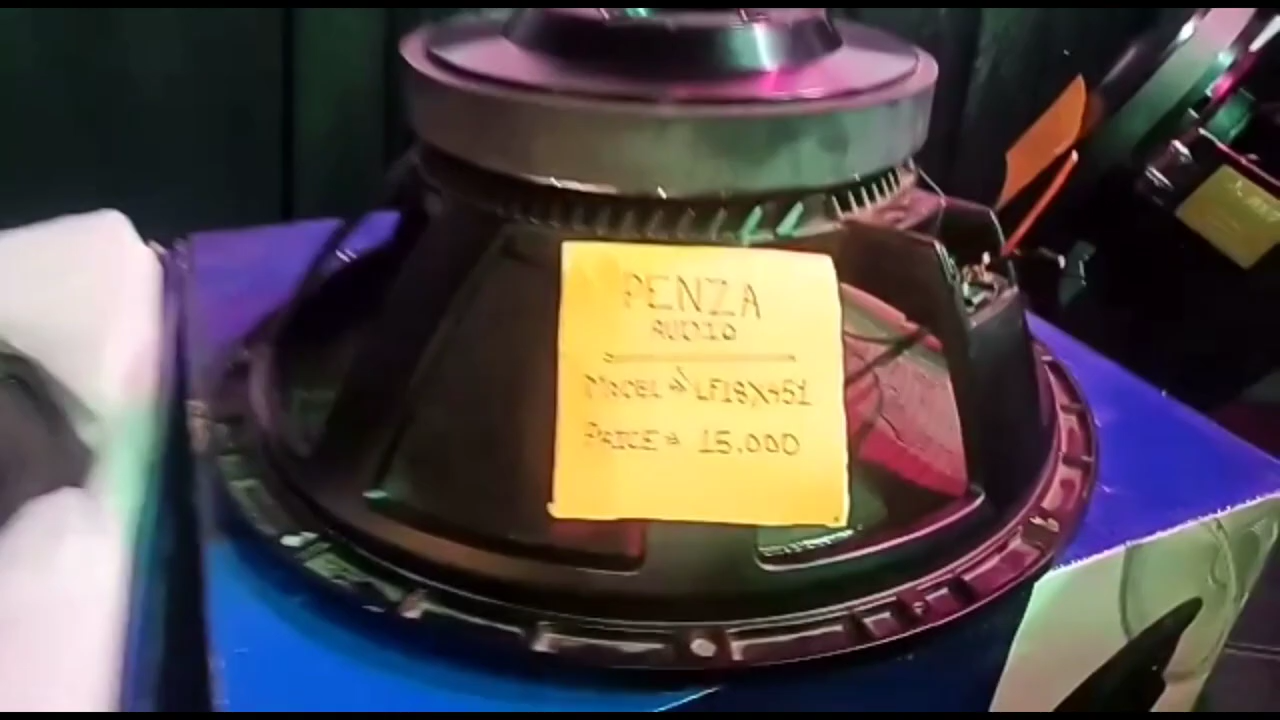 PENZA
AUDIO
MODEL → LF18X451
PRICE → 15.000